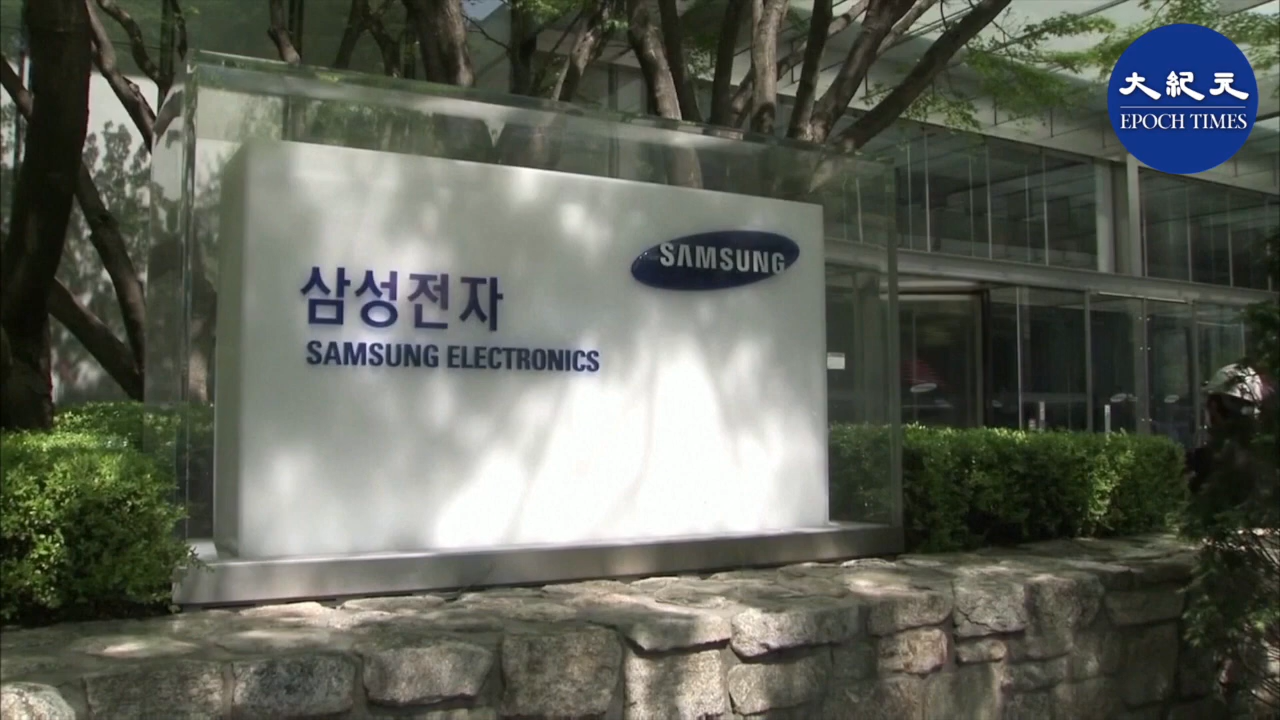 大紀元
EPOCH TIMES
SAMSUNG
삼성전자
SAMSUNG ELECTRONICS